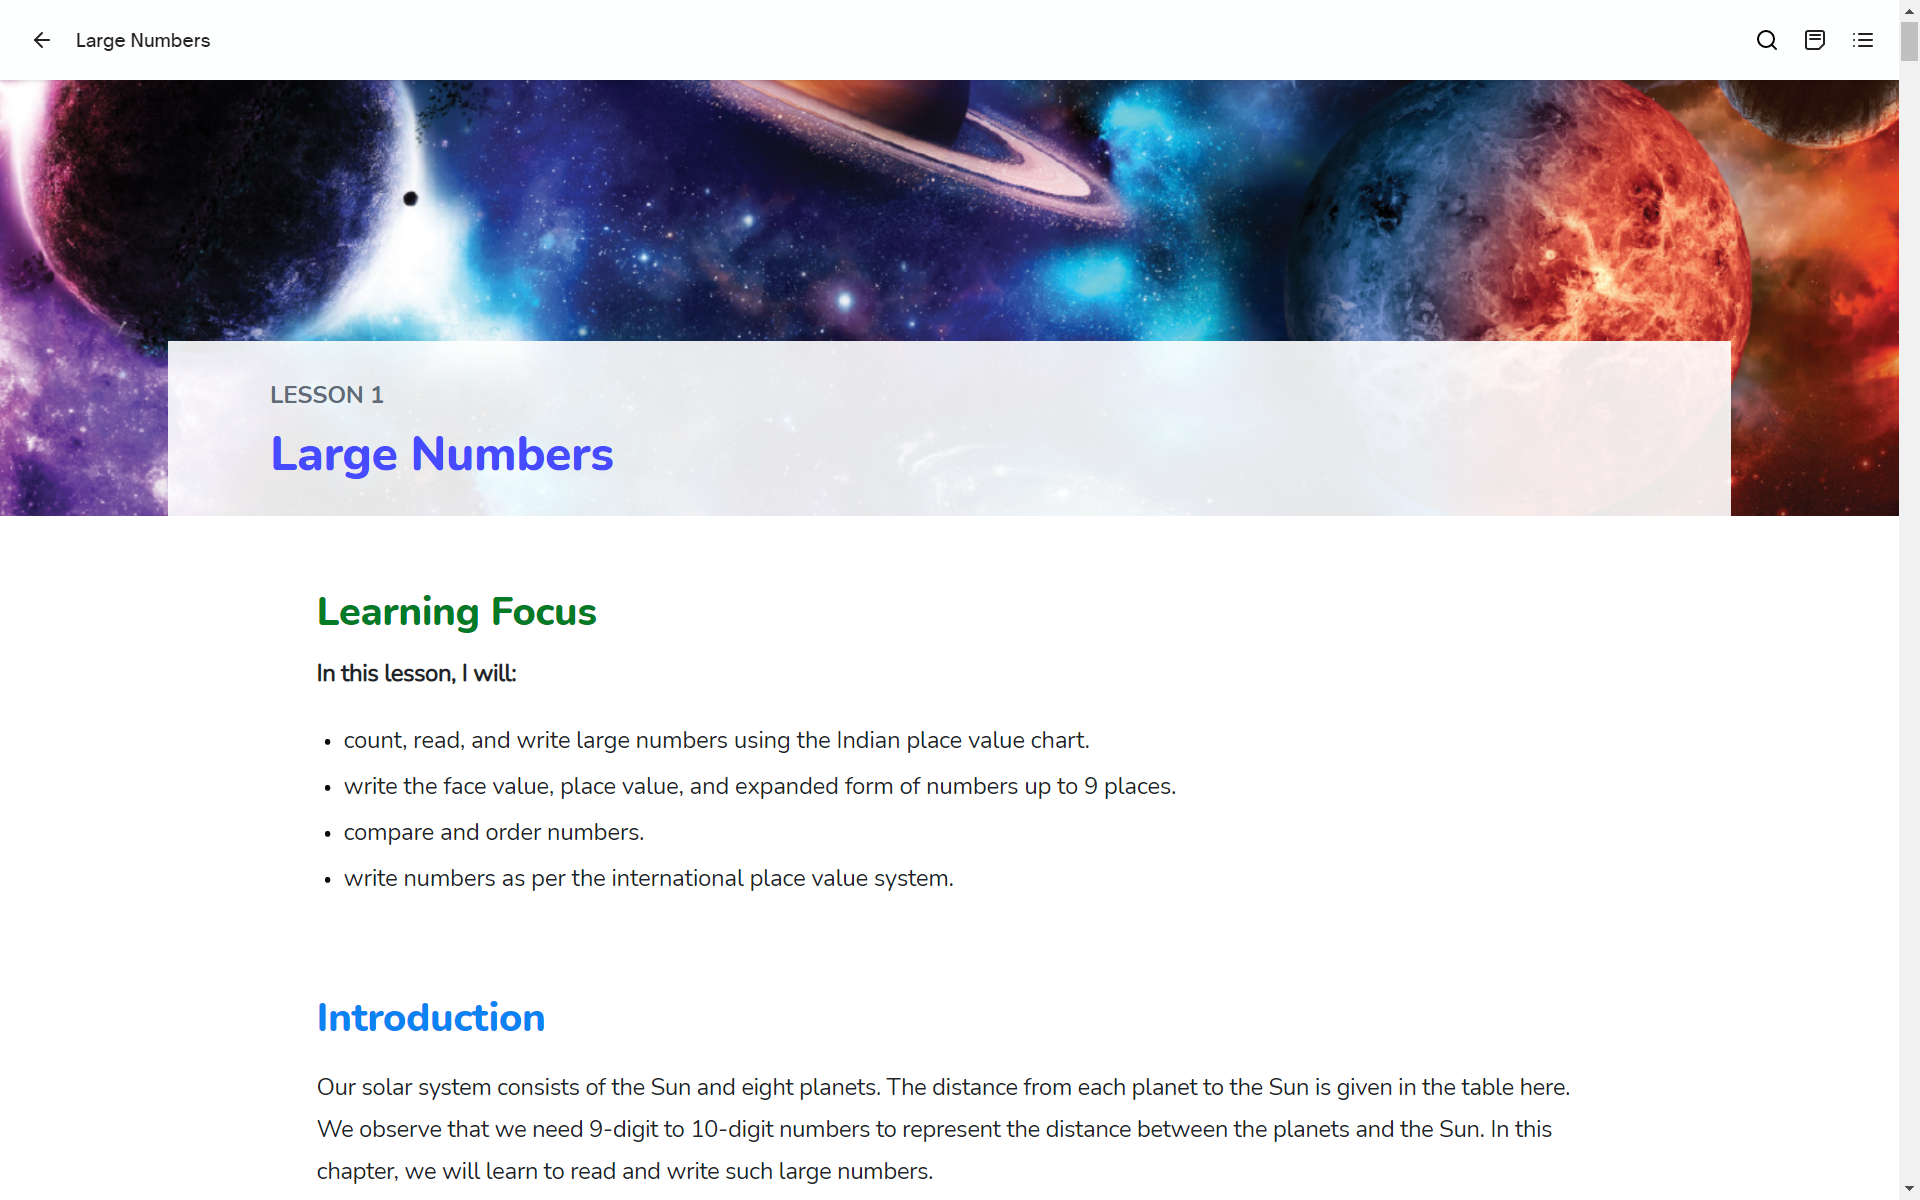 Large Numbers
LESSON 1
Large Numbers
Learning Focus
In this lesson, I will:
• count, read, and write large numbers using the Indian place value chart.
• write the face value, place value, and expanded form of numbers up to 9 places.
• compare and order numbers.
• write numbers as per the international place value system.
Introduction
Our solar system consists of the Sun and eight planets. The distance from each planet to the Sun is given in the table here.
We observe that we need 9-digit to 10-digit numbers to represent the distance between the planets and the Sun. In this
chapter, we will learn to read and write such large numbers.